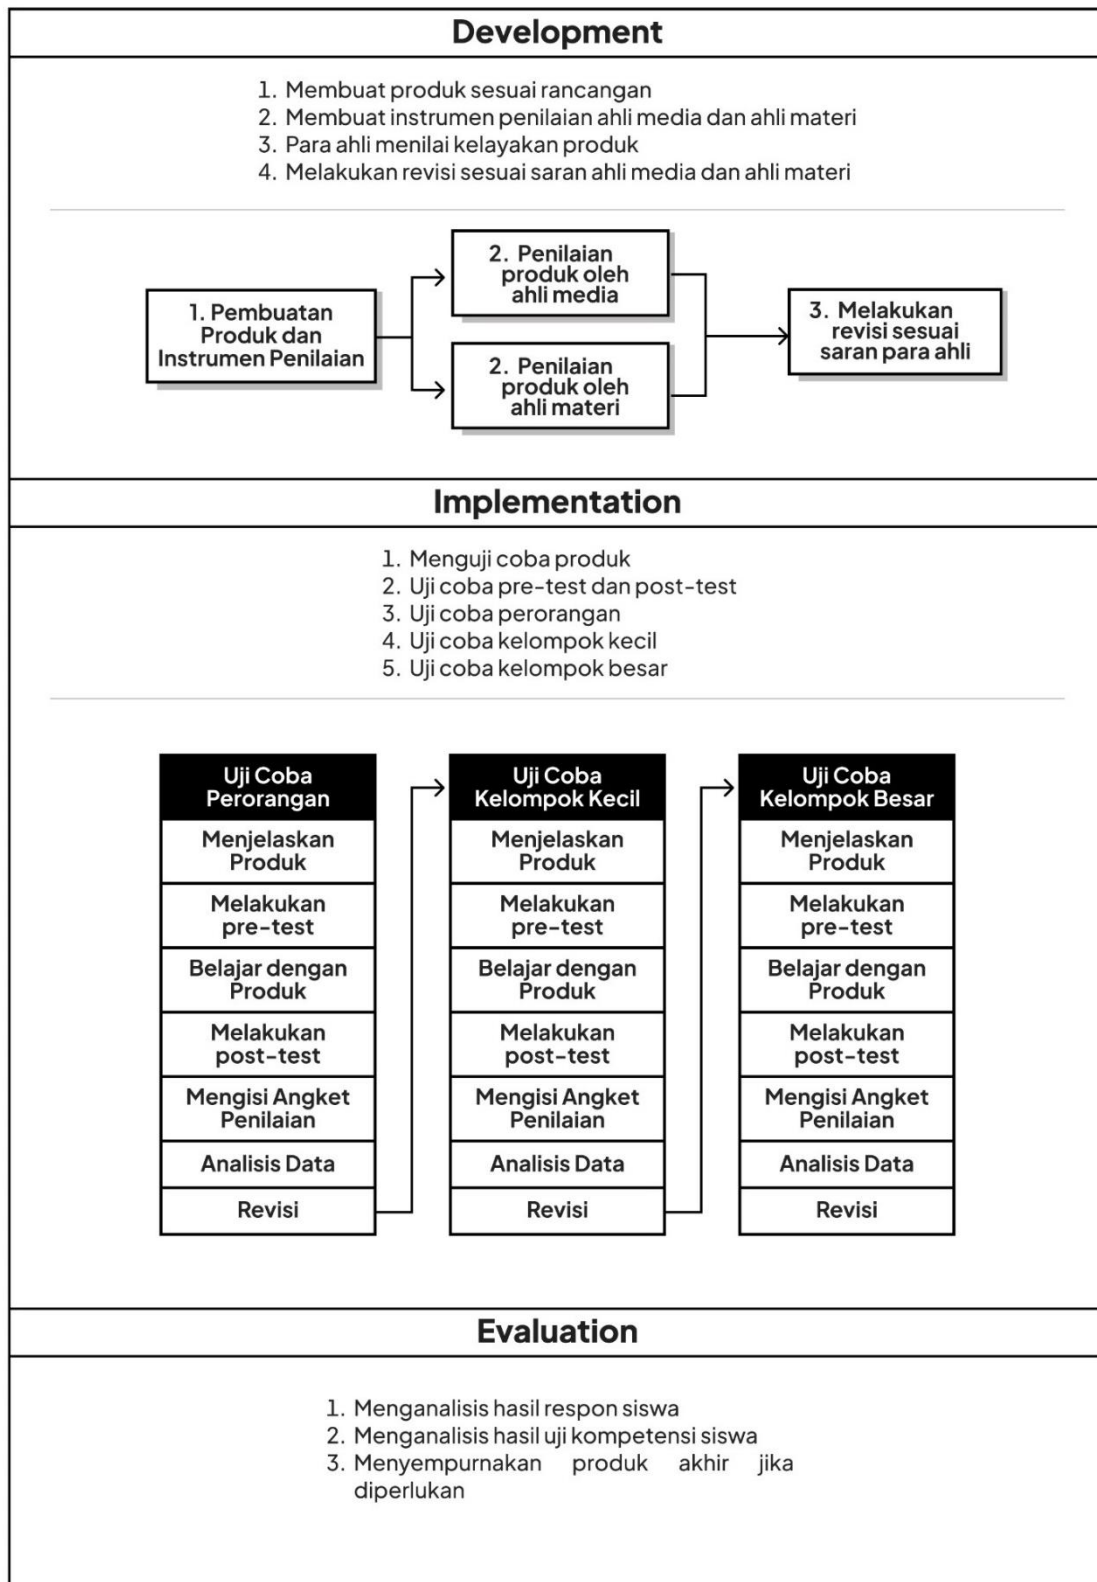 Development
1. Membuat produk sesuai rancangan
2. Membuat instrumen penilaian ahli media dan ahli materi
3. Para ahli menilai kelayakan produk
4. Melakukan revisi sesuai saran ahli media dan ahli materi
1. Pembuatan
Produk dan
Instrumen Penilaian
2. Penilaian
produk oleh
ahli media
2. Penilaian
produk oleh
ahli materi
3. Melakukan
revisi sesuai
saran para ahli
Implementation
1. Menguji coba produk
2. Uji coba pre-test dan post-test
3. Uji coba perorangan
4. Uji coba kelompok kecil
5. Uji coba kelompok besar
Uji Coba
Perorangan
Menjelaskan
Produk
Melakukan
pre-test
Belajar dengan
Produk
Melakukan
post-test
Mengisi Angket
Penilaian
Analisis Data
Revisi
Uji Coba
Kelompok Kecil
Menjelaskan
Produk
Melakukan
pre-test
Belajar dengan
Produk
Melakukan
post-test
Mengisi Angket
Penilaian
Analisis Data
Revisi
Uji Coba
Kelompok Besar
Menjelaskan
Produk
Melakukan
pre-test
Belajar dengan
Produk
Melakukan
post-test
Mengisi Angket
Penilaian
Analisis Data
Revisi
Evaluation
1. Menganalisis hasil respon siswa
2. Menganalisis hasil uji kompetensi siswa
3. Menyempurnakan produk akhir jika
diperlukan